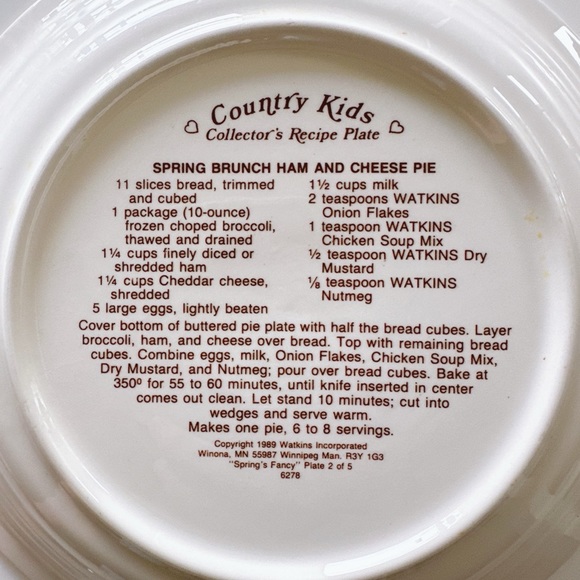 Country Kids
Collector's Recipe Plate
SPRING BRUNCH HAM AND CHEESE PIE
11 slices bread, trimmed
and cubed
1 package (10-ounce)
frozen choped broccoli,
thawed and drained
1¼ cups finely diced or
shredded ham
1¼ cups Cheddar cheese,
shredded
5 large eggs, lightly beaten
1½ cups milk
2 teaspoons WATKINS
Onion Flakes
1 teaspoon WATKINS
Chicken Soup Mix
½ teaspoon WATKINS Dry
Mustard
⅛ teaspoon WATKINS
Nutmeg
Cover bottom of buttered pie plate with half the bread cubes. Layer
broccoli, ham, and cheese over bread. Top with remaining bread
cubes. Combine eggs, milk, Onion Flakes, Chicken Soup Mix,
Dry Mustard, and Nutmeg; pour over bread cubes. Bake at
350º for 55 to 60 minutes, until knife inserted in center
comes out clean. Let stand 10 minutes; cut into
wedges and serve warm.
Makes one pie, 6 to 8 servings.
Copyright 1989 Watkins Incorporated
Winona, MN 55987 Winnipeg Man. R3Y 1G3
"Spring's Fancy" Plate 2 of 5
6278